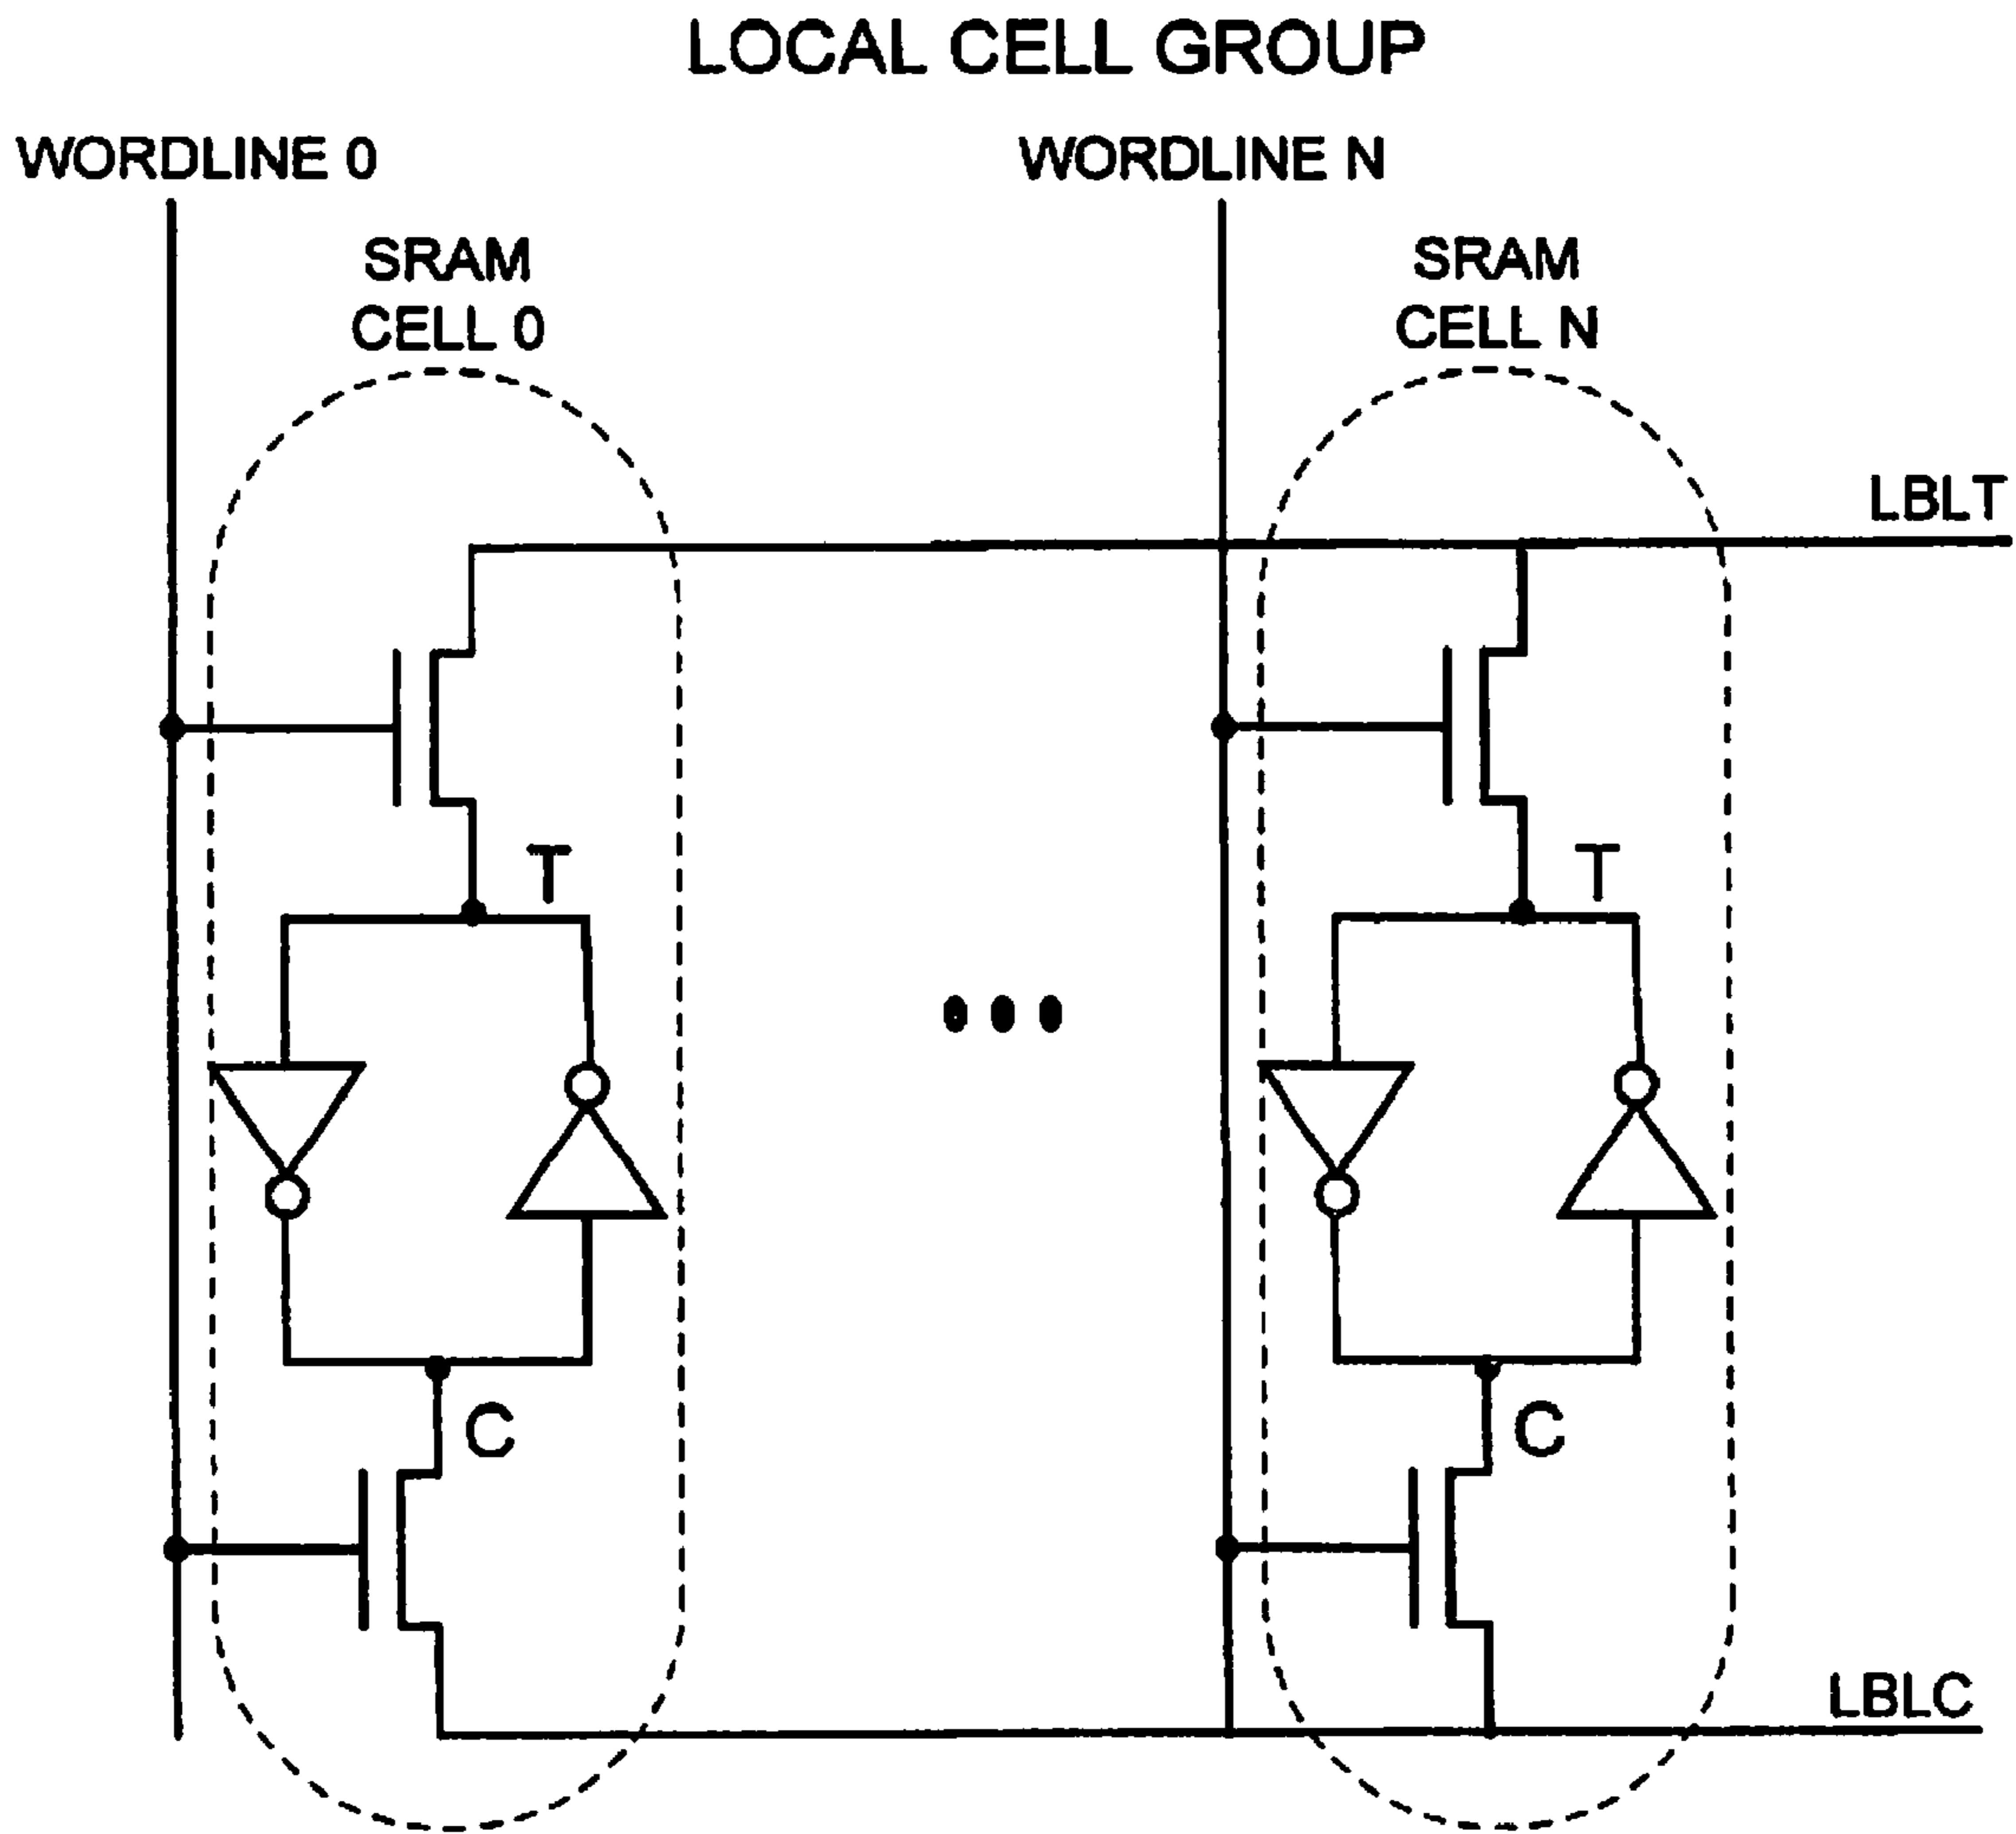 LOCAL CELL GROUP
WORDLINE 0
WORDLINE N
SRAM
CELL 0
SRAM
CELL N
LBLT
T
T
C
C
LBLC